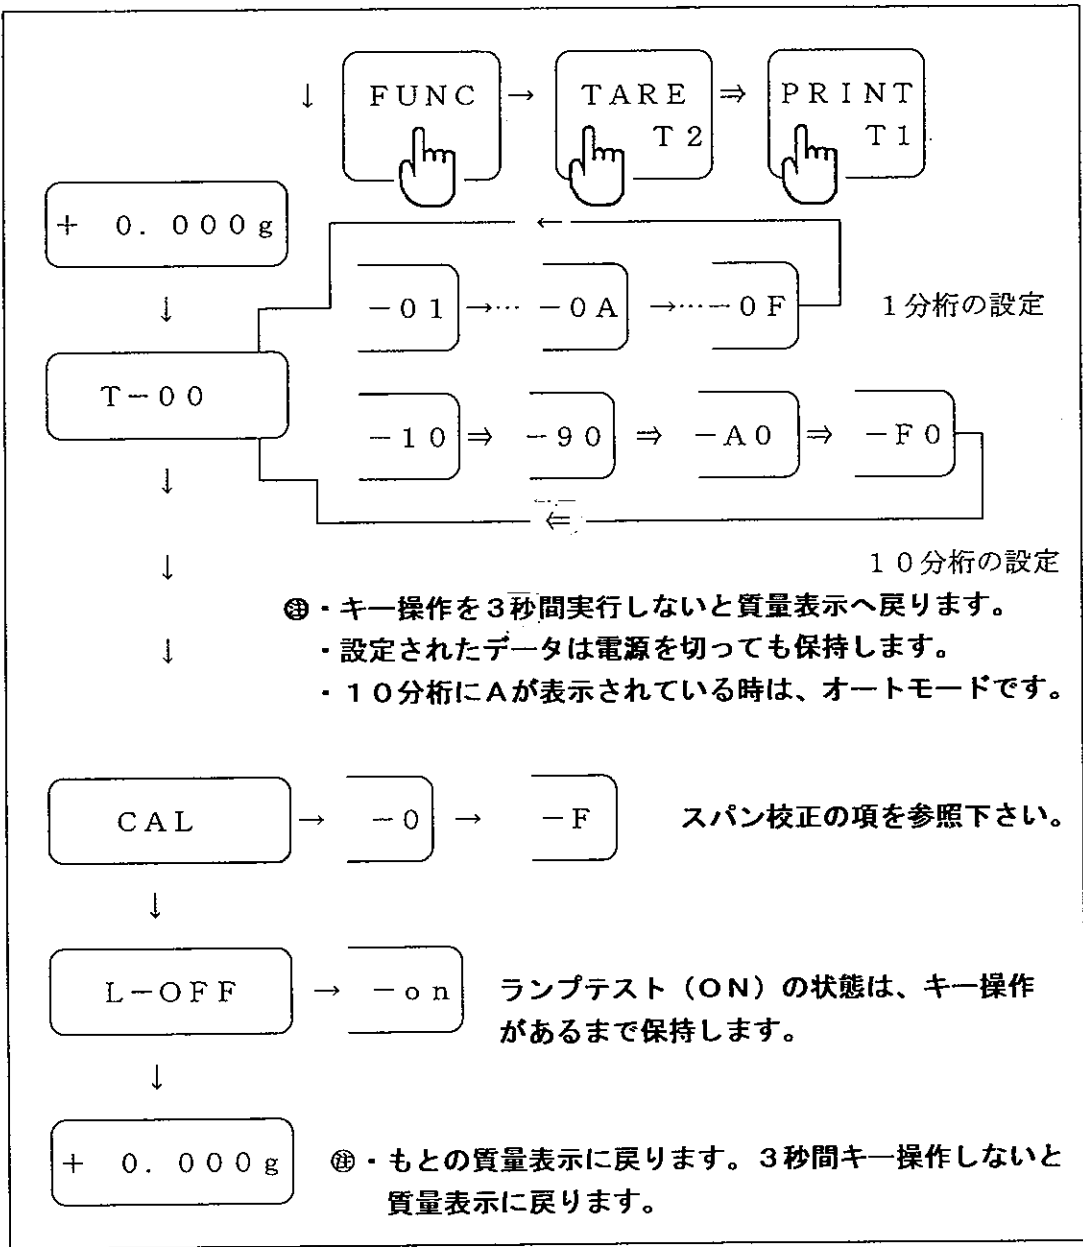 ↓ FUNC → TARE ⇒ PRINT
T2 T1
+ 0.000g
←
↓ -01 →… -0A →…-0F 1分桁の設定
T-00
-10 ⇒ -90 ⇒ -A0 ⇒ -F0
↓
⇐
↓ 10分桁の設定
㊟・キー操作を3秒間実行しないと質量表示へ戻ります。
↓ ・設定されたデータは電源を切っても保持します。
・10分桁にAが表示されている時は、オートモードです。
CAL → -0 → -F スパン校正の項を参照下さい。
↓
L-OFF → -on ランプテスト(ON)の状態は、キー操作
があるまで保持します。
↓
+ 0.000g ㊟・もとの質量表示に戻ります。3秒間キー操作しないと
質量表示に戻ります。